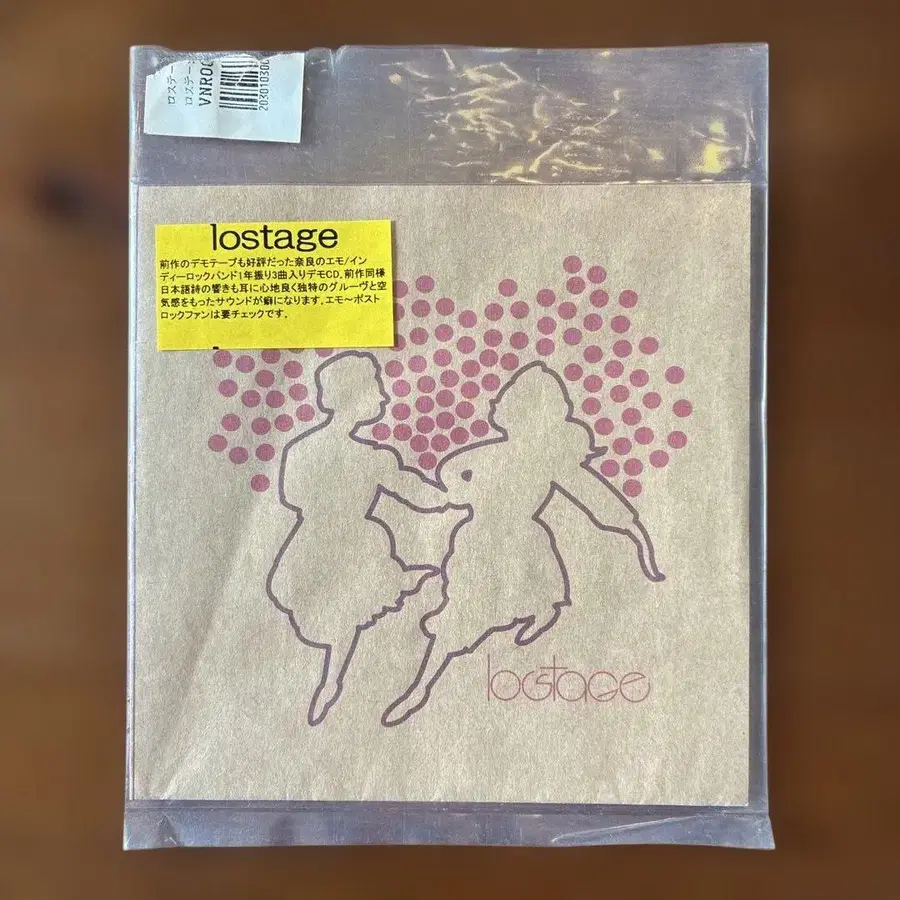 ロステー
ロステー
VNRO
lostage
前作のデモテープも好評だった奈良のエモ/イン
ディーロックバンド1年振り3曲入りデモCD。前作同様
日本語詩の響きも耳に心地良く独特のグルーヴと空
気感をもったサウンドが癖になります。エモ～ポスト
ロックファンは要チェックです。
lostage